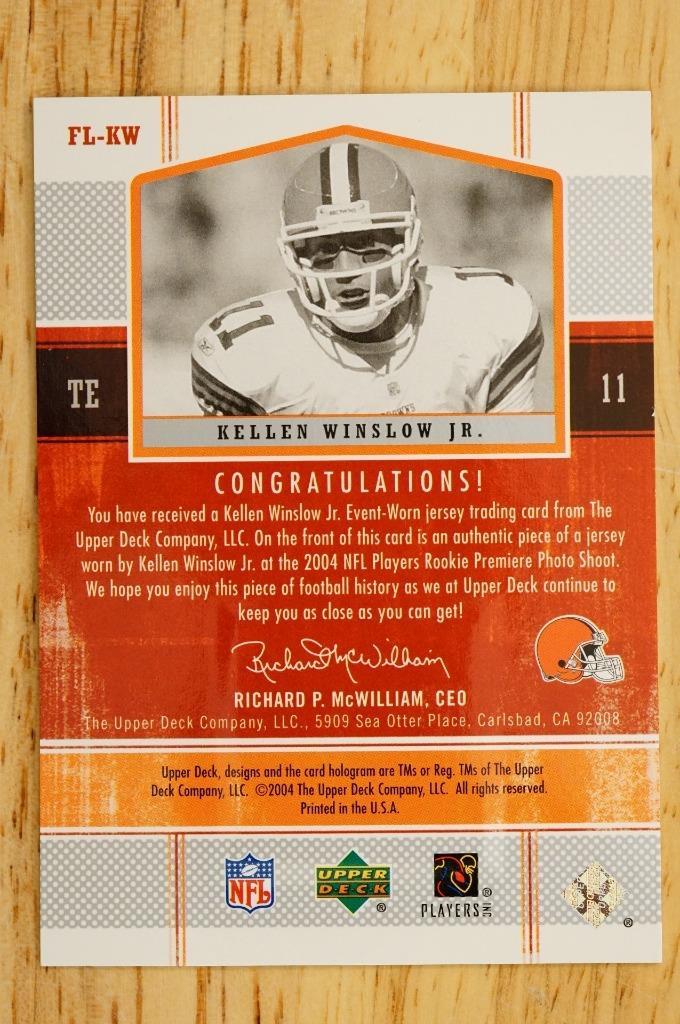 FL-KW
BROWNS
11 11
TE 11
KELLEN WINSLOW JR.
CONGRATULATIONS!
You have received a Kellen Winslow Jr. Event-Worn jersey trading card from The
Upper Deck Company, LLC. On the front of this card is an authentic piece of a jersey
worn by Kellen Winslow Jr. at the 2004 NFL Players Rookie Premiere Photo Shoot.
We hope you enjoy this piece of football history as we at Upper Deck continue to
keep you as close as you can get!
Richard McWilliam
RICHARD P. McWILLIAM, CEO
The Upper Deck Company, LLC., 5909 Sea Otter Place, Carlsbad, CA 92008
Upper Deck, designs and the card hologram are TMs or Reg. TMs of The Upper
Deck Company, LLC. ©2004 The Upper Deck Company, LLC. All rights reserved.
Printed in the U.S.A.
NFL
UPPER
DECK ®
PLAYERS INC ®
®